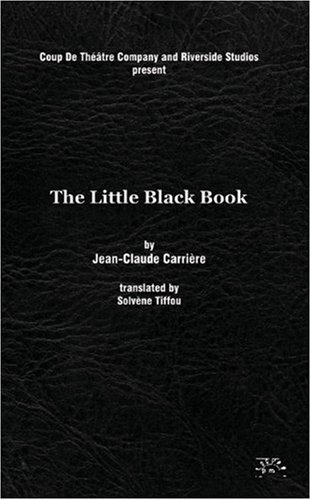 Coup De Théâtre Company and Riverside Studios
present
The Little Black Book
by
Jean-Claude Carrière
translated by
Solvène Tiffou